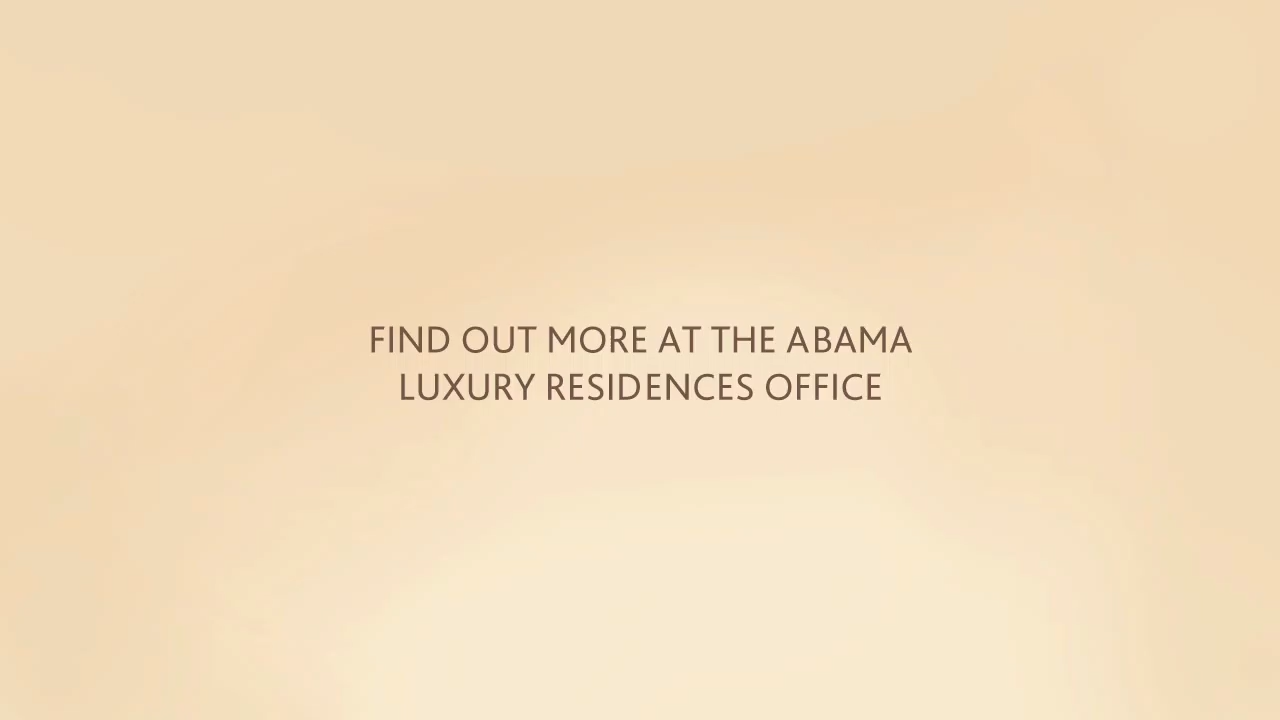 FIND OUT MORE AT THE ABAMA
LUXURY RESIDENCES OFFICE